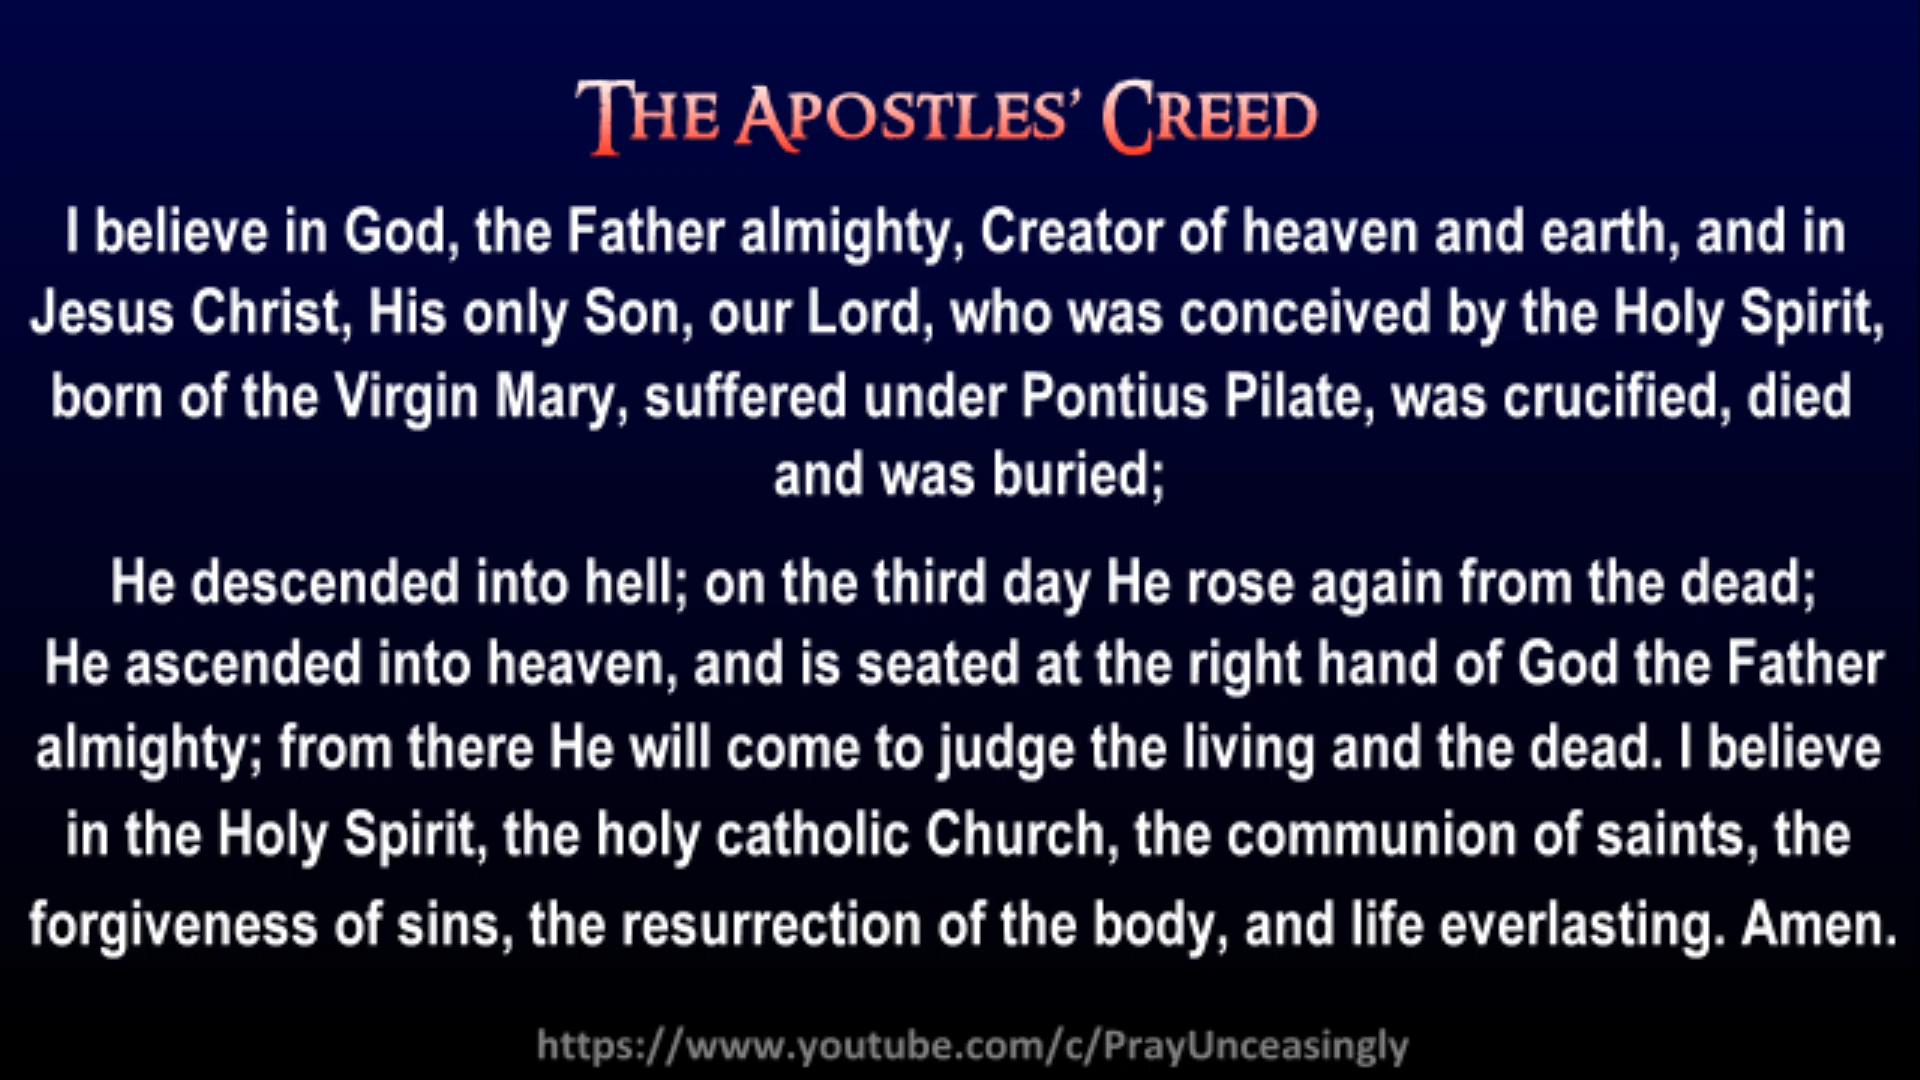 The Apostles’ Creed
I believe in God, the Father almighty, Creator of heaven and earth, and in
Jesus Christ, His only Son, our Lord, who was conceived by the Holy Spirit,
born of the Virgin Mary, suffered under Pontius Pilate, was crucified, died
and was buried;
He descended into hell; on the third day He rose again from the dead;
He ascended into heaven, and is seated at the right hand of God the Father
almighty; from there He will come to judge the living and the dead. I believe
in the Holy Spirit, the holy catholic Church, the communion of saints, the
forgiveness of sins, the resurrection of the body, and life everlasting. Amen.
https://www.youtube.com/c/PrayUnceasingly